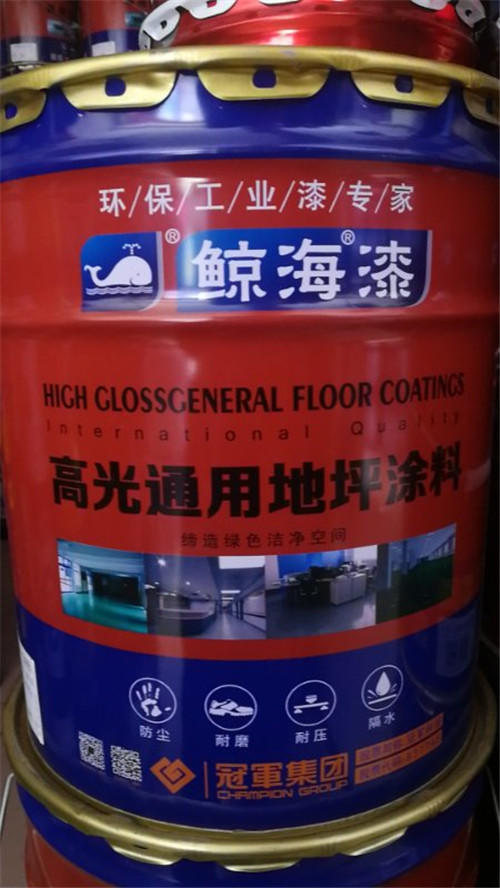 环/保/工/业/漆/专/家
® 鲸海®漆
HIGH GLOSSGENERAL FLOOR COATINGS
International Quality
高光通用地坪涂料
缔造绿色洁净空间
防尘 耐磨 耐压 隔水
冠軍集团
CHAMPION GROUP